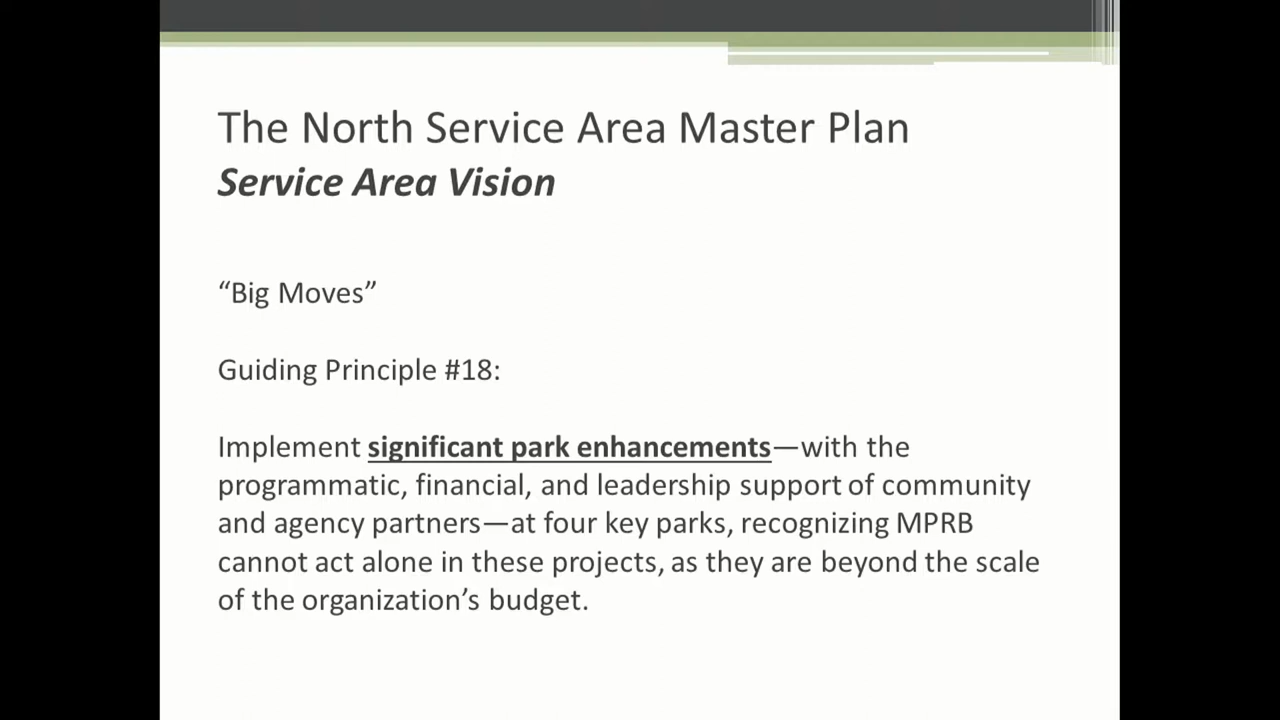 The North Service Area Master Plan
Service Area Vision
“Big Moves”
Guiding Principle #18:
Implement significant park enhancements—with the
programmatic, financial, and leadership support of community
and agency partners—at four key parks, recognizing MPRB
cannot act alone in these projects, as they are beyond the scale
of the organization’s budget.